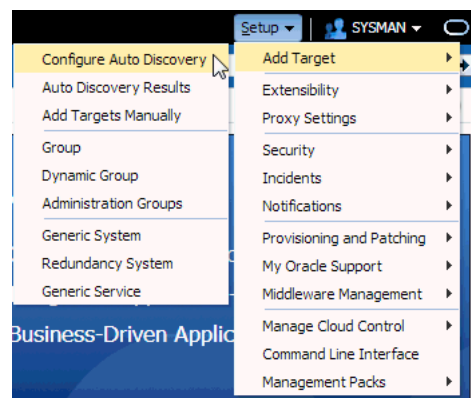 Setup
SYSMAN
Configure Auto Discovery
Auto Discovery Results
Add Targets Manually
Group
Dynamic Group
Administration Groups
Generic System
Redundancy System
Generic Service
Add Target
Extensibility
Proxy Settings
Security
Incidents
Notifications
Provisioning and Patching
My Oracle Support
Middleware Management
Manage Cloud Control
Command Line Interface
Management Packs
Business-Driven Applic